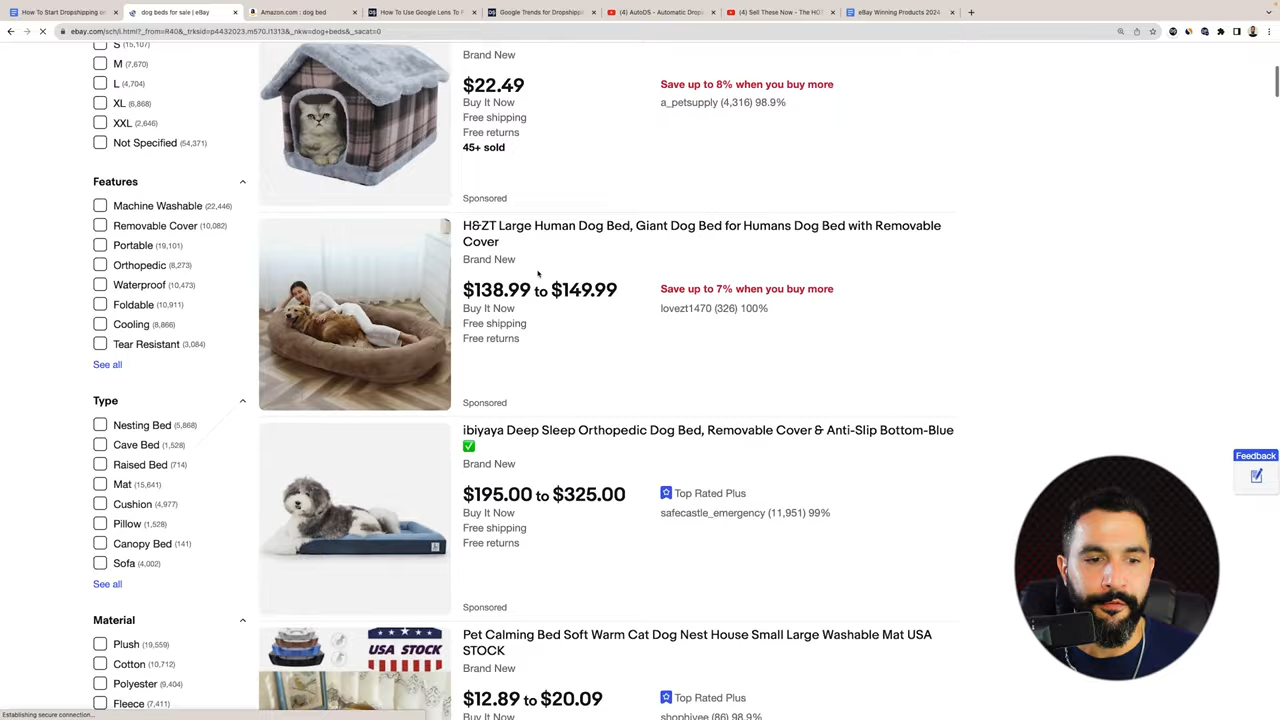 How To Start Dropshipping on
dog beds for sale | eBay
Amazon.com : dog bed
How To Use Google Lens To F
Google Trends for Dropshippi
(4) AutoDS - Automatic Drops
(4) Sell These Now - The HOT
eBay Winning Products 2024
ebay.com/sch/i.html?_from=R40&_trksid=p4432023.m570.l1313&_nkw=dog+beds&_sacat=0
S (15,107)
M (7,670)
L (4,704)
XL (6,868)
XXL (2,646)
Not Specified (54,371)
Features
Machine Washable (22,446)
Removable Cover (10,082)
Portable (19,101)
Orthopedic (8,273)
Waterproof (10,473)
Foldable (10,911)
Cooling (8,866)
Tear Resistant (3,084)
See all
Type
Nesting Bed (5,868)
Cave Bed (1,528)
Raised Bed (714)
Mat (15,641)
Cushion (4,977)
Pillow (1,528)
Canopy Bed (141)
Sofa (4,002)
See all
Material
Plush (19,559)
Cotton (10,712)
Polyester (9,404)
Fleece (7,411)
Establishing secure connection...
Brand New
$22.49
Buy It Now
Free shipping
Free returns
45+ sold
Save up to 8% when you buy more
a_petsupply (4,316) 98.9%
Sponsored
H&ZT Large Human Dog Bed, Giant Dog Bed for Humans Dog Bed with Removable
Cover
Brand New
$138.99 to $149.99
Buy It Now
Free shipping
Free returns
Save up to 7% when you buy more
lovezt1470 (326) 100%
Sponsored
ibiyaya Deep Sleep Orthopedic Dog Bed, Removable Cover & Anti-Slip Bottom-Blue
✅
Brand New
$195.00 to $325.00
Buy It Now
Free shipping
Free returns
Top Rated Plus
safecastle_emergency (11,951) 99%
Sponsored
USA STOCK
Pet Calming Bed Soft Warm Cat Dog Nest House Small Large Washable Mat USA
STOCK
Brand New
$12.89 to $20.09
Buy It Now
Top Rated Plus
shophivee (86) 98.9%
Feedback